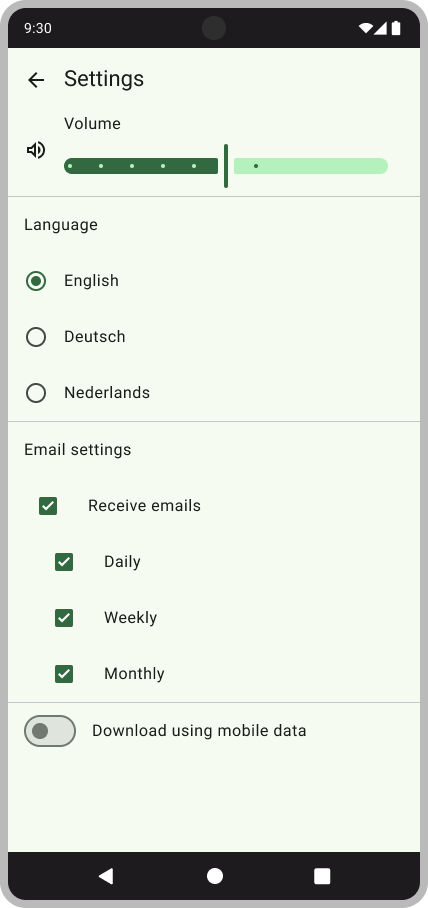 9:30
Settings
Volume
Language
English
Deutsch
Nederlands
Email settings
Receive emails
Daily
Weekly
Monthly
Download using mobile data